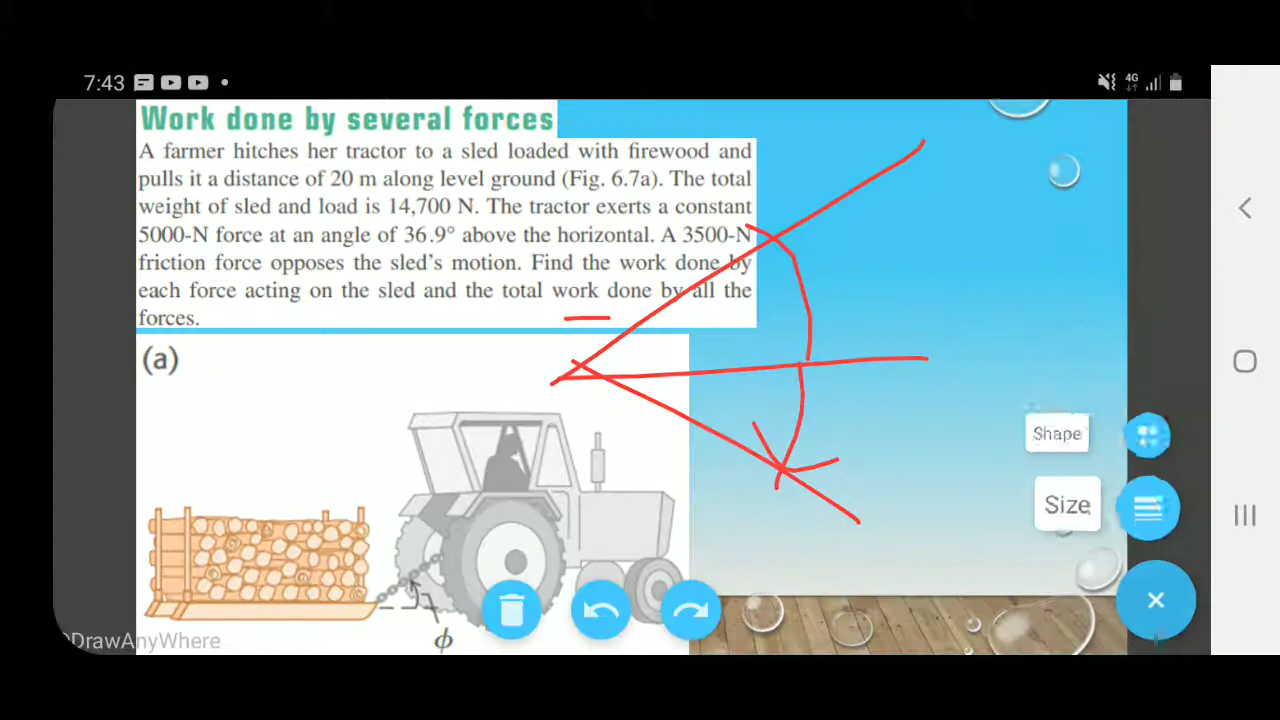 7:43
4G
Work done by several forces
A farmer hitches her tractor to a sled loaded with firewood and
pulls it a distance of 20 m along level ground (Fig. 6.7a). The total
weight of sled and load is 14,700 N. The tractor exerts a constant
5000-N force at an angle of 36.9° above the horizontal. A 3500-N
friction force opposes the sled's motion. Find the work done by
each force acting on the sled and the total work done by all the
forces.
(a)
Shape
Size
ϕ
DrawAnyWhere